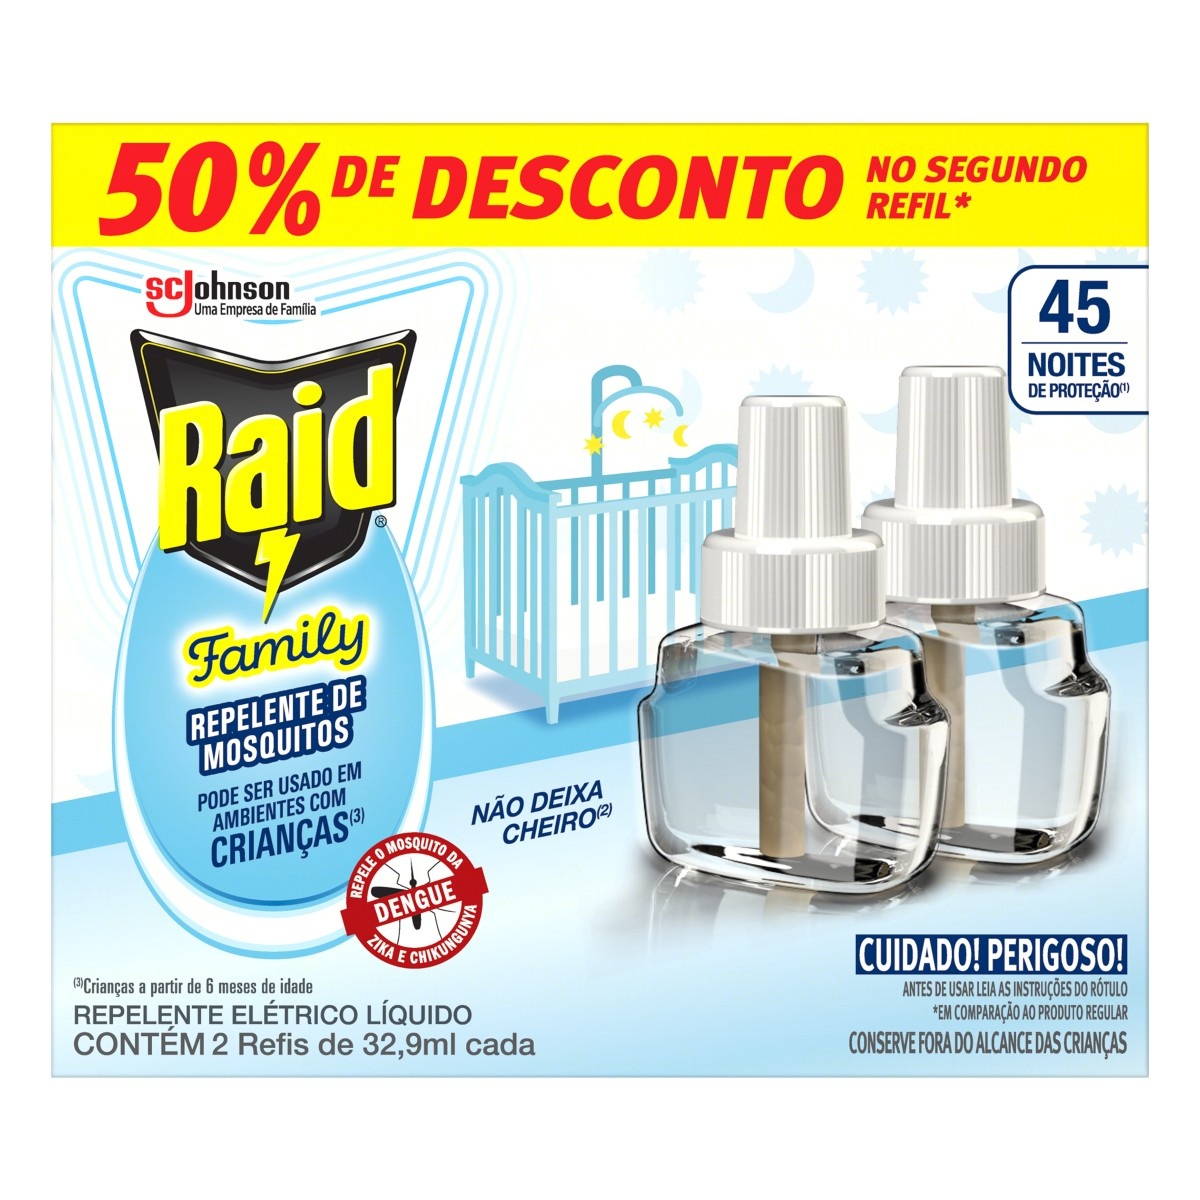 50% DE DESCONTO NO SEGUNDO
REFIL*
SC Johnson
Uma Empresa de Família
45
NOITES
DE PROTEÇÃO(1)
Raid®
Family
REPELENTE DE
MOSQUITOS
PODE SER USADO EM
AMBIENTES COM
CRIANÇAS(3)
NÃO DEIXA
CHEIRO(2)
REPELE O MOSQUITO DA
DENGUE
ZIKA E CHIKUNGUNYA
CUIDADO! PERIGOSO!
ANTES DE USAR LEIA AS INSTRUÇÕES DO RÓTULO
*EM COMPARAÇÃO AO PRODUTO REGULAR
CONSERVE FORA DO ALCANCE DAS CRIANÇAS
(3)Crianças a partir de 6 meses de idade
REPELENTE ELÉTRICO LÍQUIDO
CONTÉM 2 Refis de 32,9ml cada